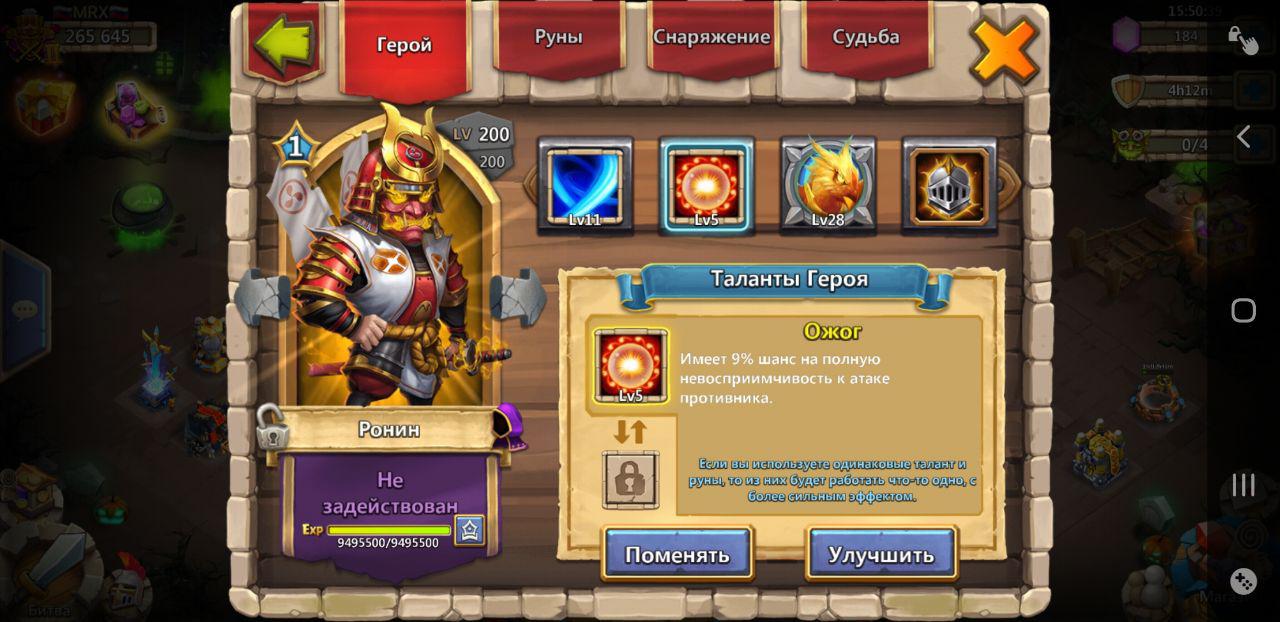 MRX
265 645
Герой
Руны
Снаряжение
Судьба
15:50:39
184
4h12m
0/4
1
LV 200
200
Lv11
Lv5
Lv28
Таланты Героя
Ожог
Имеет 9% шанс на полную
невосприимчивость к атаке
противника.
Lv5
Если вы используете одинаковые талант и
руны, то из них будет работать что-то одно, с
более сильным эффектом.
Ронин
Не
задействован
Exp
9495500/9495500
Поменять
Улучшить
Битва